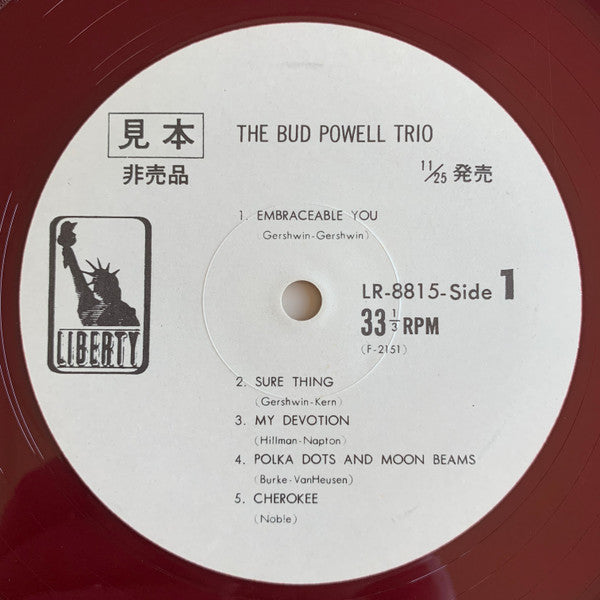 見本
THE BUD POWELL TRIO
非売品
11/25 発売
1. EMBRACEABLE YOU
(Gershwin-Gershwin)
LIBERTY
LR-8815-Side 1
33 1/3 RPM
(F-2151)
2. SURE THING
(Gershwin-Kern)
3. MY DEVOTION
(Hillman-Napton)
4. POLKA DOTS AND MOON BEAMS
(Burke-VanHeusen)
5. CHEROKEE
(Noble)